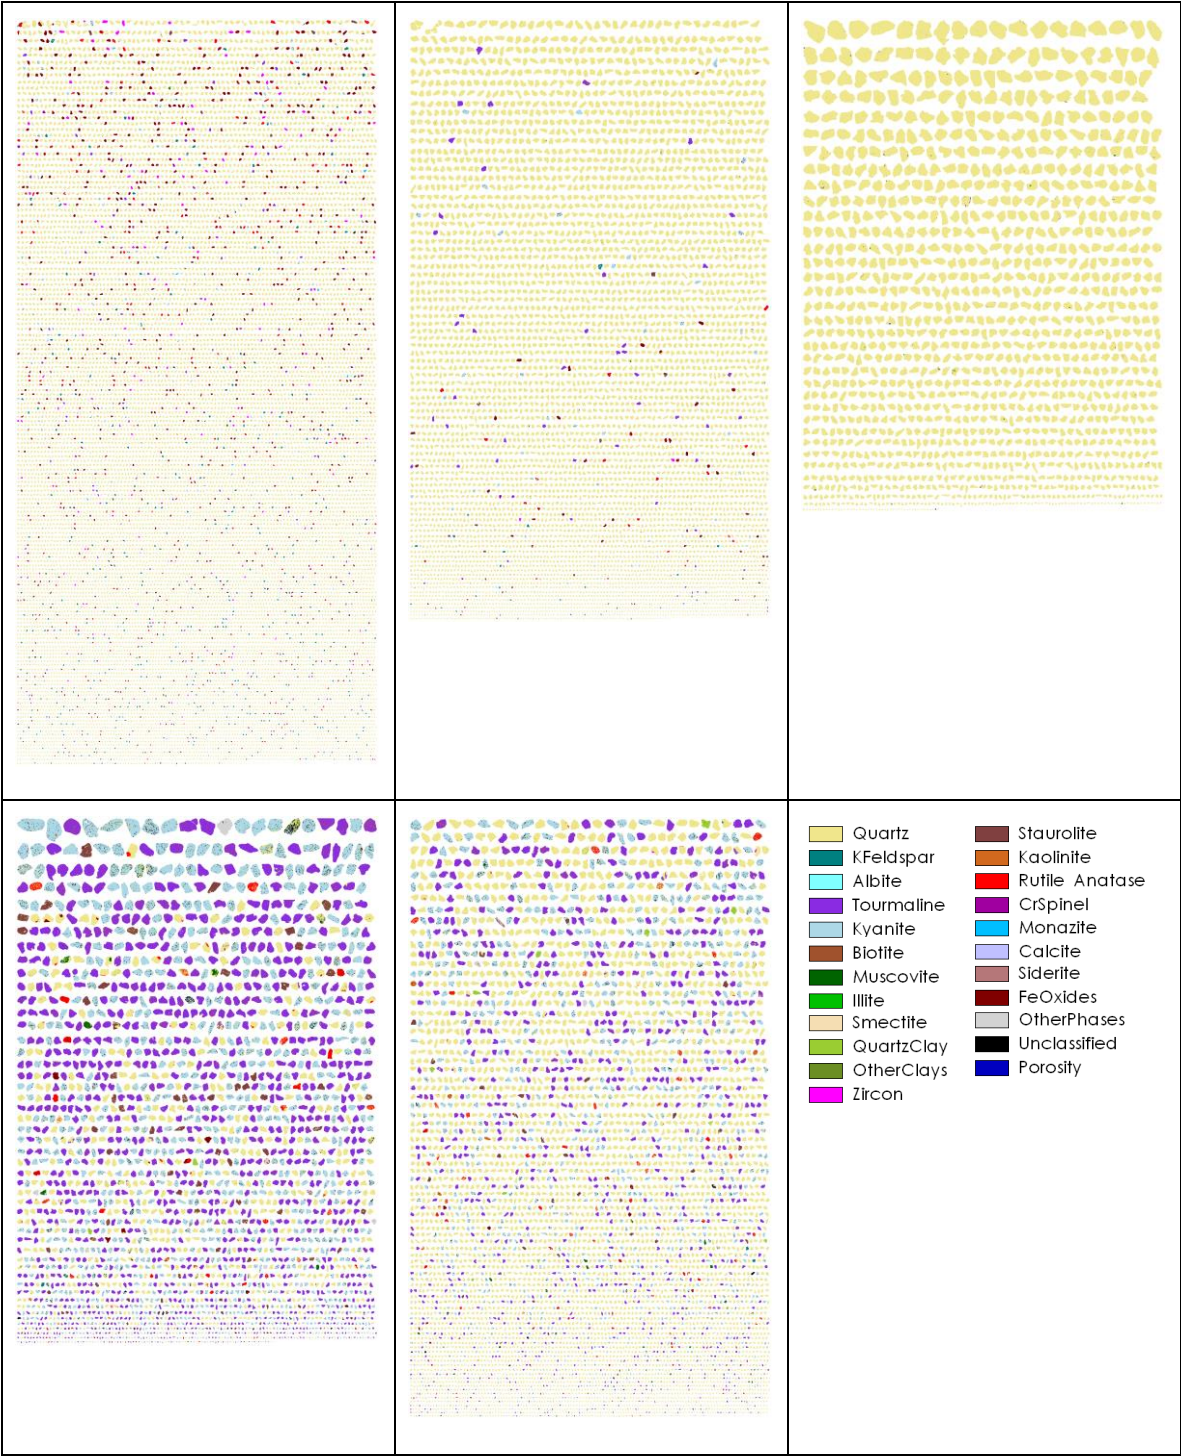 Quartz
KFeldspar
Albite
Tourmaline
Kyanite
Biotite
Muscovite
Illite
Smectite
QuartzClay
OtherClays
Zircon
Staurolite
Kaolinite
Rutile Anatase
CrSpinel
Monazite
Calcite
Siderite
FeOxides
OtherPhases
Unclassified
Porosity